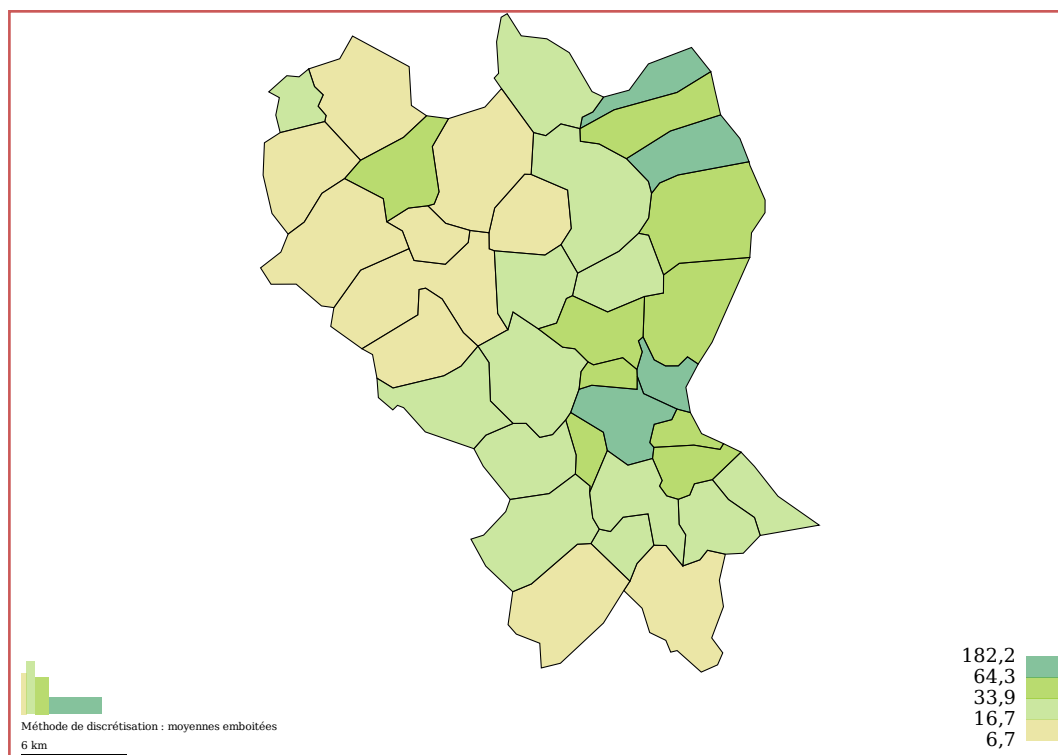 182,2
64,3
33,9
16,7
6,7
Méthode de discrétisation : moyennes emboitées
6 km